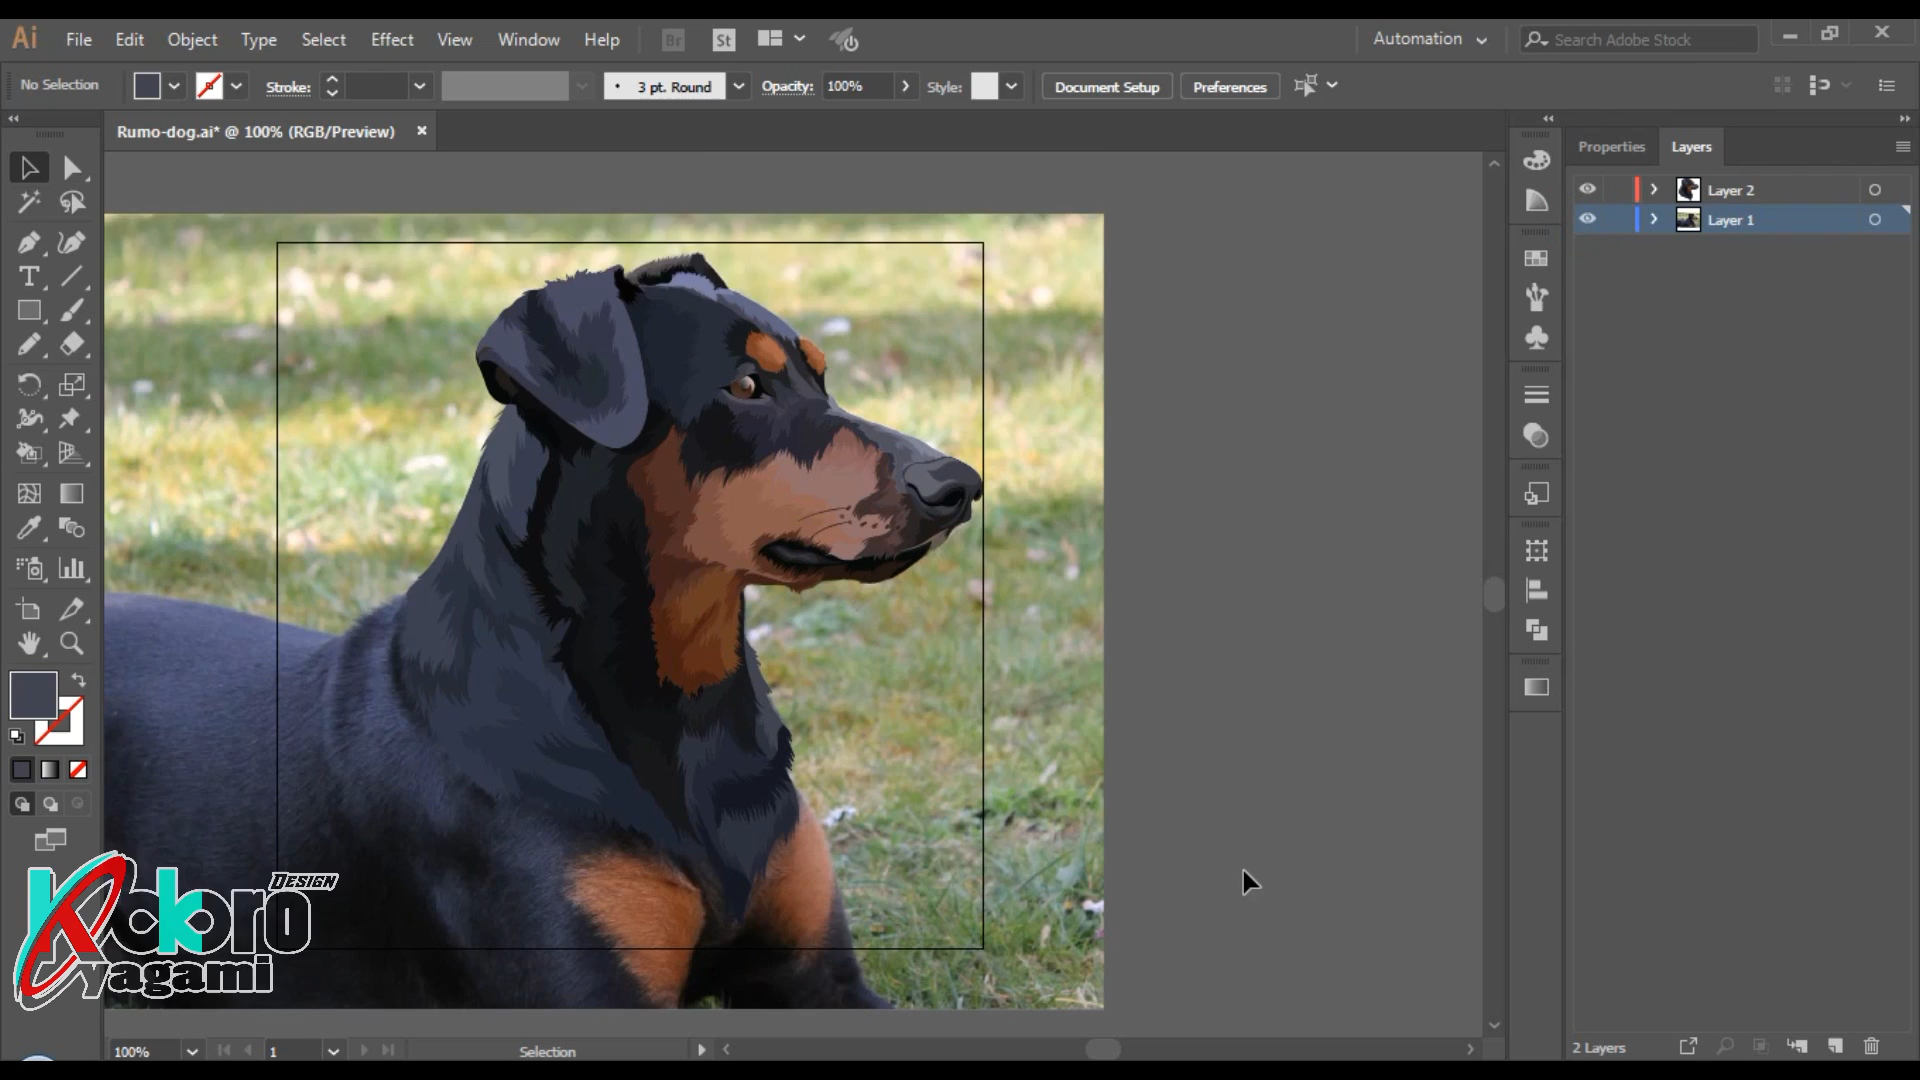 Ai File Edit Object Type Select Effect View Window Help Br St Automation Search Adobe Stock
No Selection Stroke: 3 pt. Round Opacity: 100% Style: Document Setup Preferences
Rumo-dog.ai* @ 100% (RGB/Preview)
Properties Layers
Layer 2
Layer 1
T
Design
Kokoro
yagami
100% 1 Selection 2 Layers